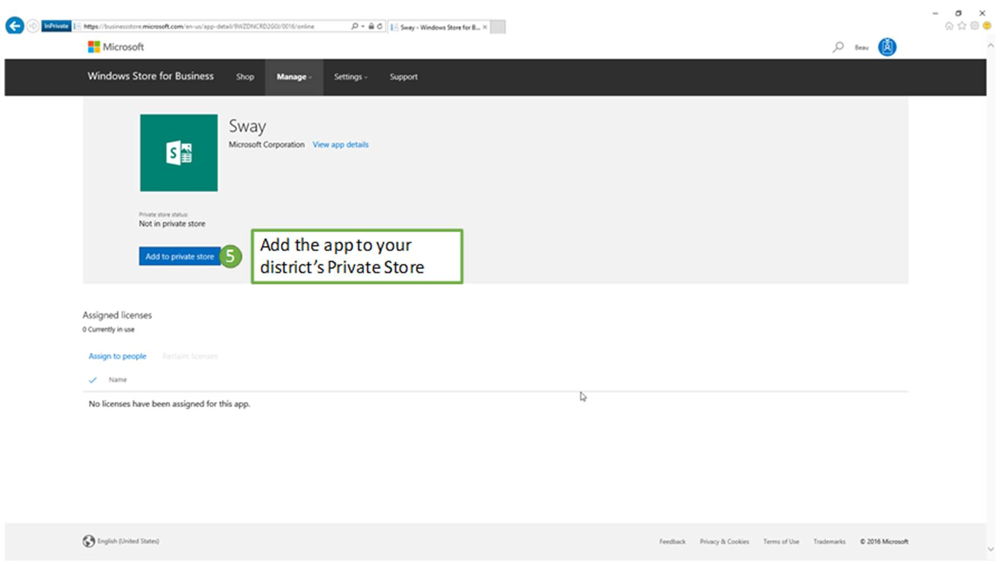 InPrivate
https://businessstore.microsoft.com/en-us/app-detail/9WZDNCRD2G0J/0016/online
Sway - Windows Store for B...
Microsoft
Beau
Windows Store for Business
Shop
Manage
Settings
Support
S
Sway
Microsoft Corporation
View app details
Private store status:
Not in private store
Add to private store
5
Add the app to your
district's Private Store
Assigned licenses
0 Currently in use
Assign to people
Reclaim licenses
Name
No licenses have been assigned for this app.
English (United States)
Feedback
Privacy & Cookies
Terms of Use
Trademarks
© 2016 Microsoft